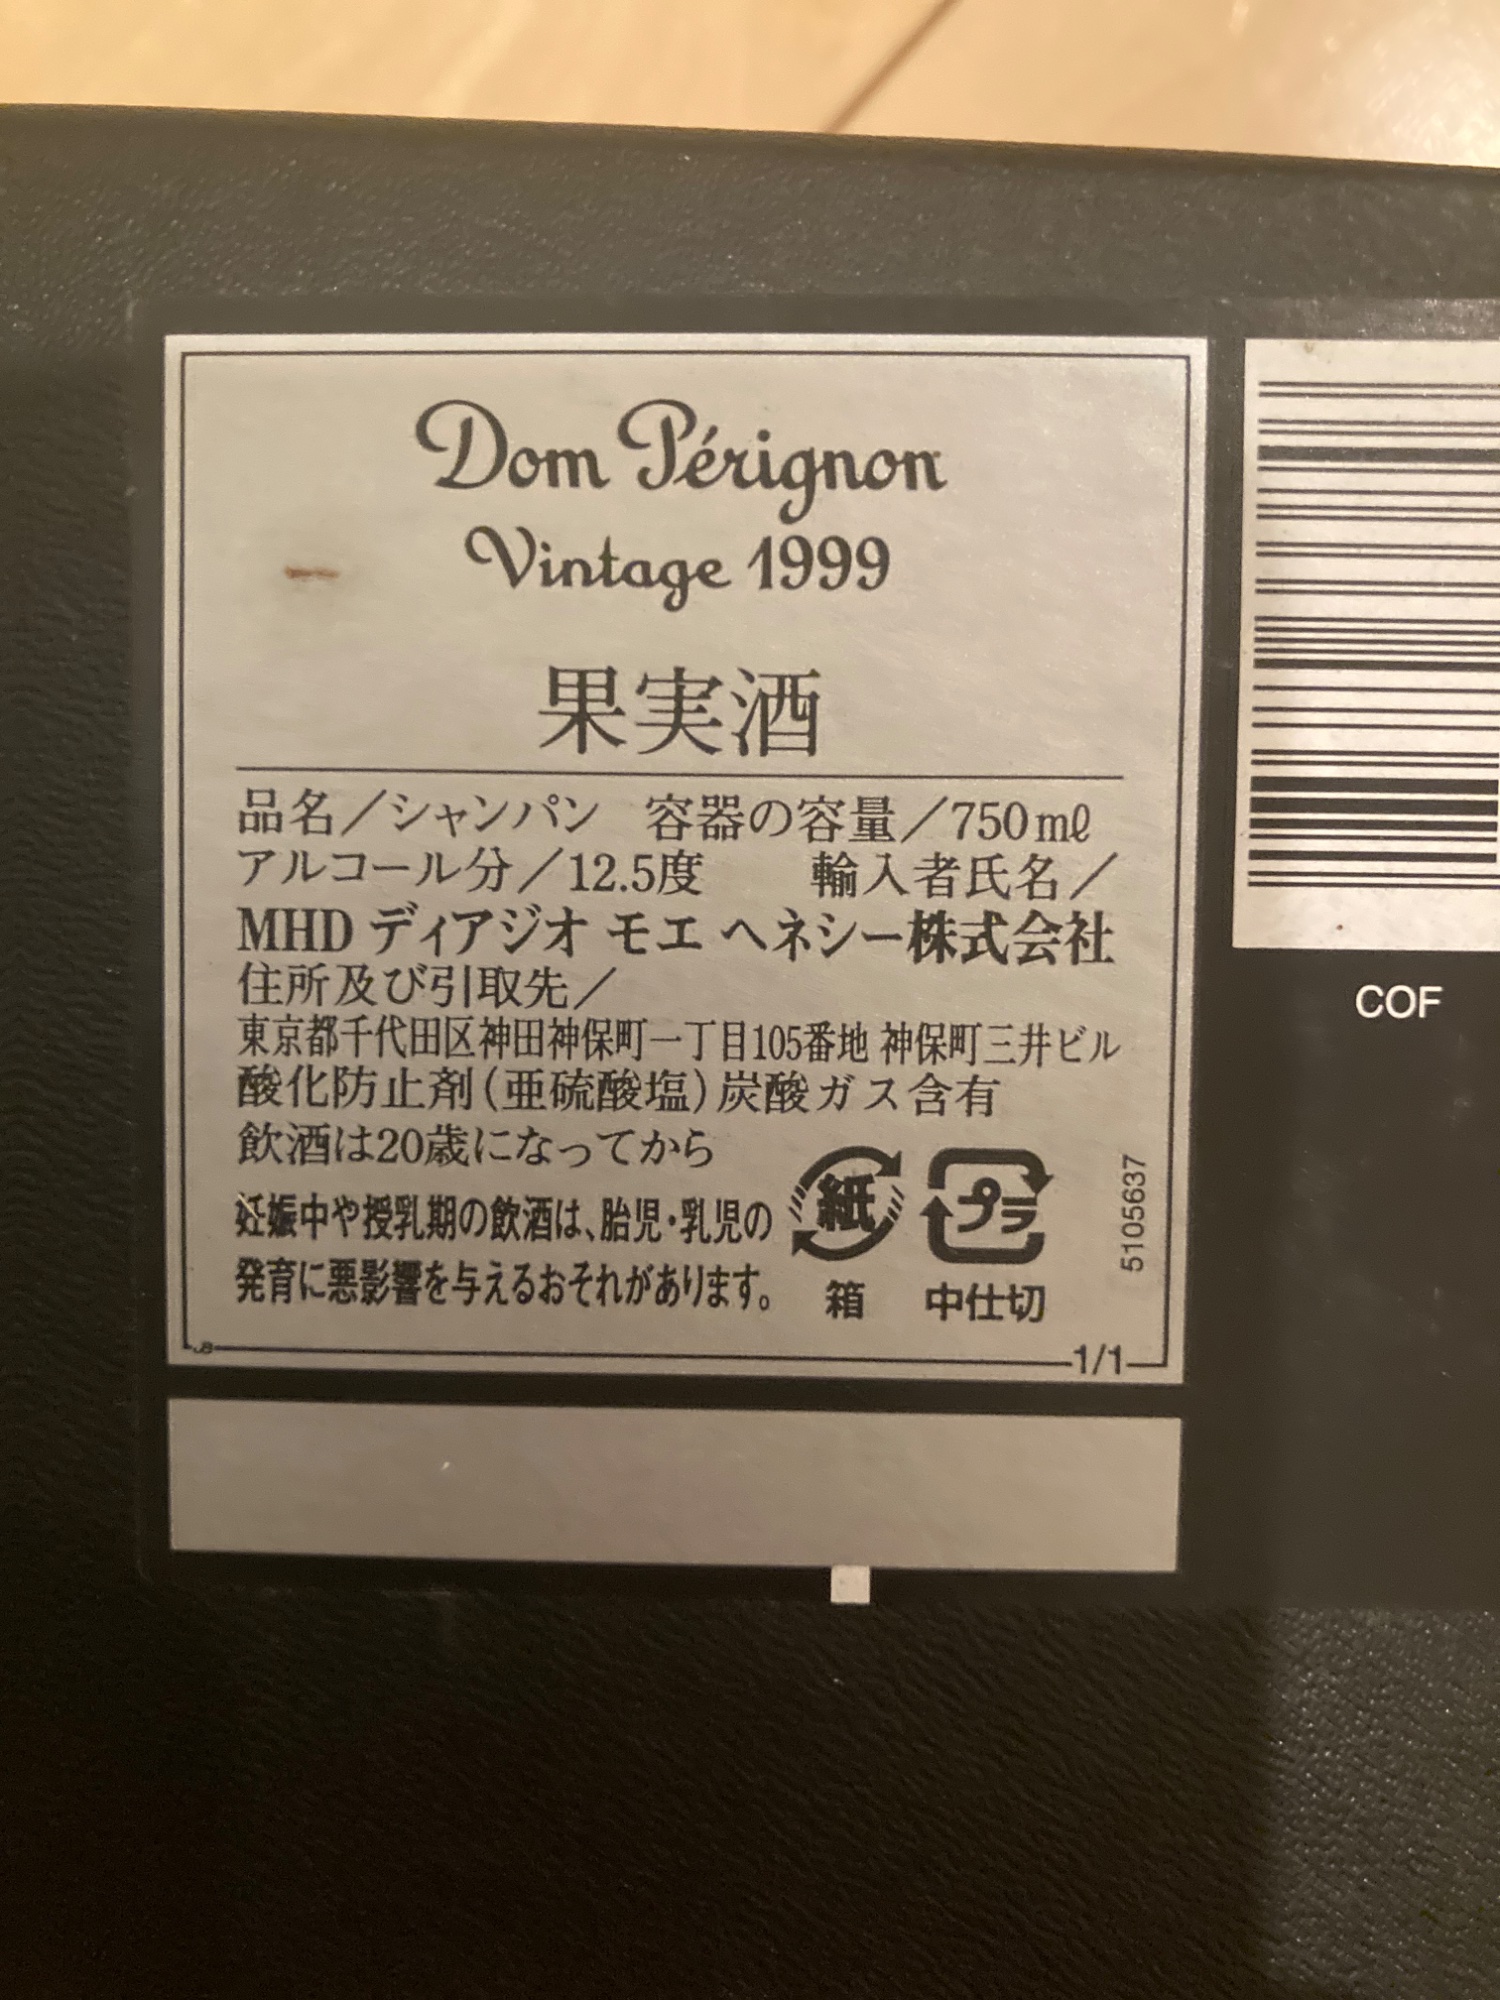 Dom Pérignon
Vintage 1999
果実酒
品名／シャンパン 容器の容量／750㎖
アルコール分／12.5度 輸入者氏名／
MHD ディアジオ モエ ヘネシー株式会社
住所及び引取先／
東京都千代田区神田神保町一丁目105番地 神保町三井ビル
酸化防止剤(亜硫酸塩)炭酸ガス含有
飲酒は20歳になってから
妊娠中や授乳期の飲酒は、胎児・乳児の
発育に悪影響を与えるおそれがあります。
紙
箱
プラ
中仕切
5105637
1/1
COF